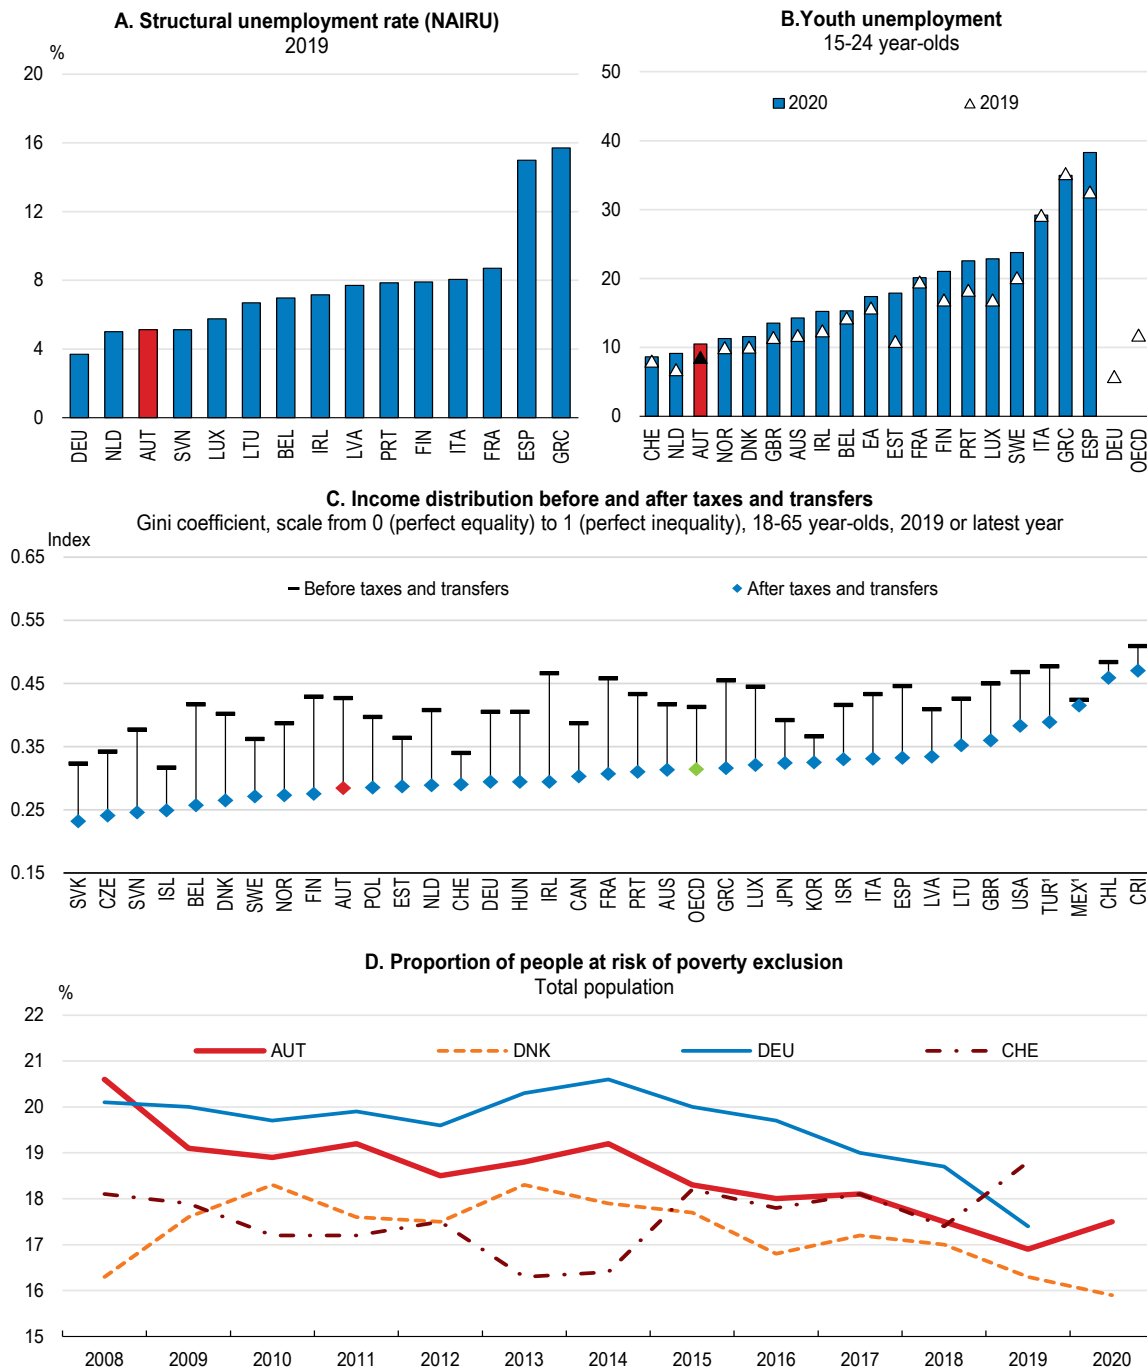 A. Structural unemployment rate (NAIRU)
2019
%
20
16
12
8
4
0
DEU NLD AUT SVN LUX LTU BEL IRL LVA PRT FIN ITA FRA ESP GRC
B.Youth unemployment
15-24 year-olds
50
40
30
20
10
0
2020 2019
CHE NLD AUT NOR DNK GBR AUS IRL BEL EA EST FRA FIN PRT LUX SWE ITA GRC ESP DEU OECD
C. Income distribution before and after taxes and transfers
Gini coefficient, scale from 0 (perfect equality) to 1 (perfect inequality), 18-65 year-olds, 2019 or latest year
Index
0.65
0.55
0.45
0.35
0.25
0.15
Before taxes and transfers After taxes and transfers
SVK CZE SVN ISL BEL DNK SWE NOR FIN AUT POL EST NLD CHE DEU HUN IRL CAN FRA PRT AUS OECD GRC LUX JPN KOR ISR ITA ESP LVA LTU GBR USA TUR¹ MEX¹ CHL CRI
D. Proportion of people at risk of poverty exclusion
Total population
%
22
21
20
19
18
17
16
15
AUT DNK DEU CHE
2008 2009 2010 2011 2012 2013 2014 2015 2016 2017 2018 2019 2020